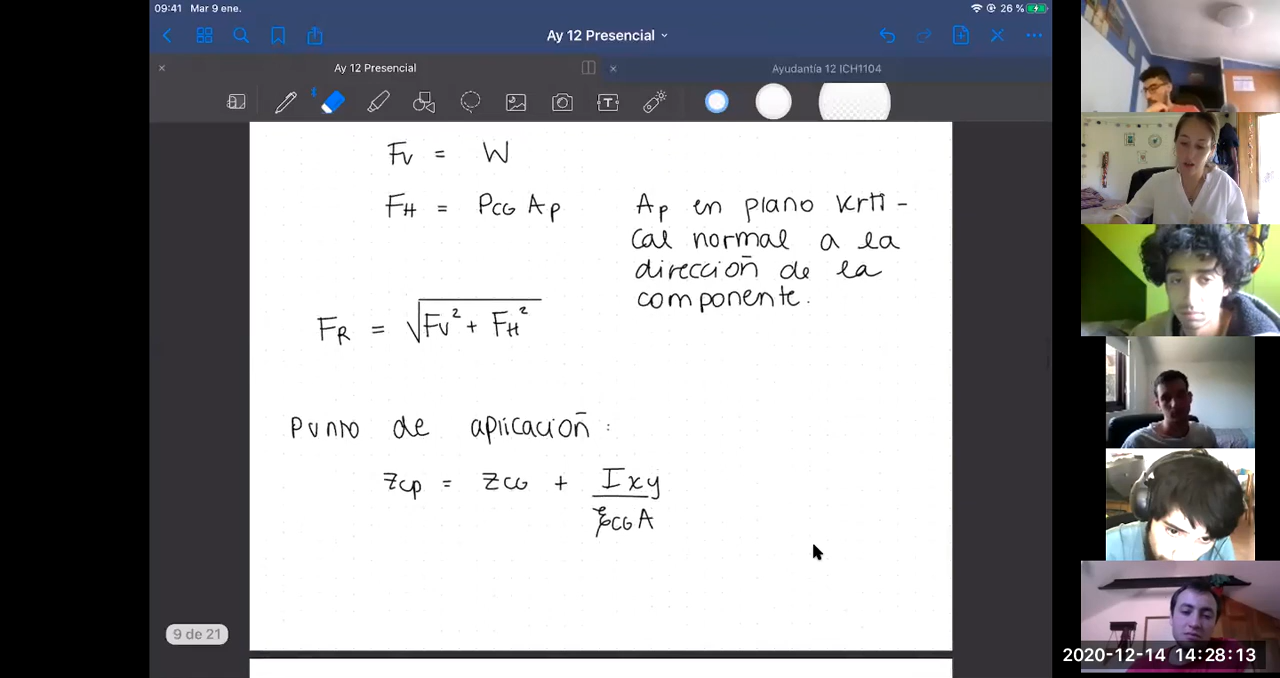 09:41 Mar 9 ene.
26 %
Ay 12 Presencial
Ay 12 Presencial
Ayudantía 12 ICH1104
Fv = W
FH = PCG Ap
Ap en plano verti-
cal normal a la
dirección de la
componente.
FR = √Fv² + FH²
Punto de aplicación:
zcp = zCG + Ixy
ξCG A
9 de 21
2020-12-14 14:28:13